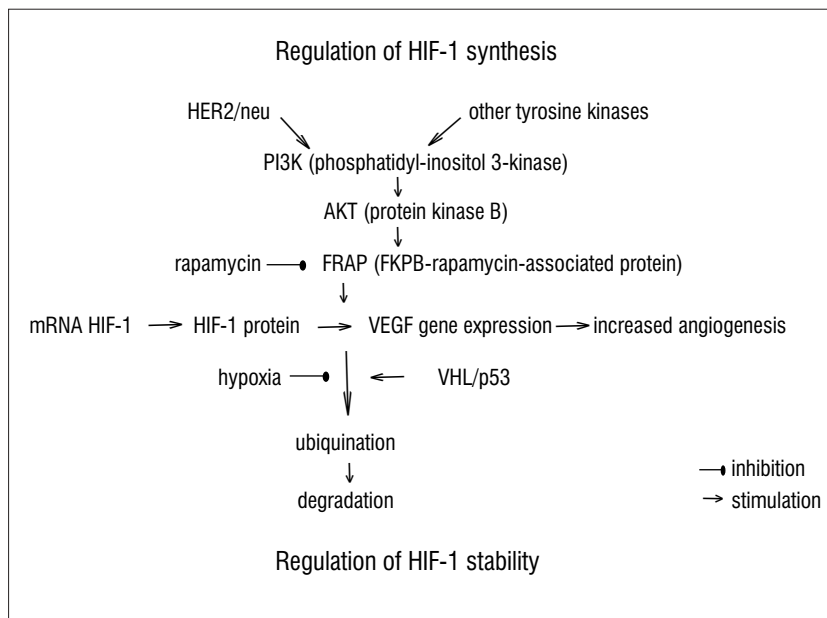 Regulation of HIF-1 synthesis
HER2/neu other tyrosine kinases
PI3K (phosphatidyl-inositol 3-kinase)
AKT (protein kinase B)
rapamycin FRAP (FKPB-rapamycin-associated protein)
mRNA HIF-1 HIF-1 protein VEGF gene expression increased angiogenesis
hypoxia VHL/p53
ubiquination
inhibition
degradation
stimulation
Regulation of HIF-1 stability